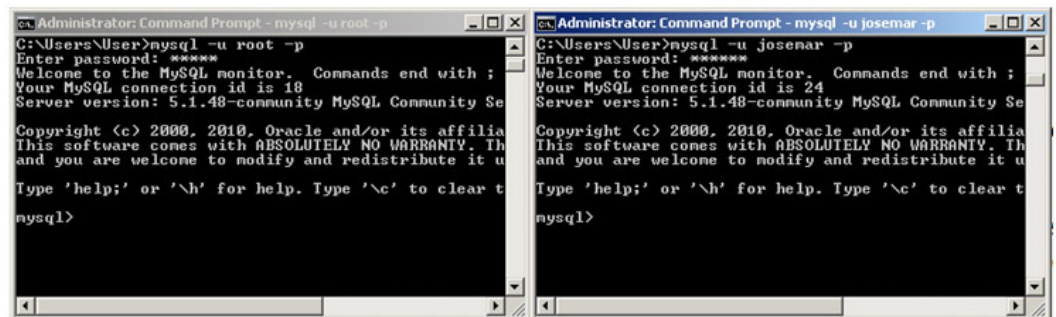 Administrator: Command Prompt - mysql -u root -p
C:\Users\User>mysql -u root -p
Enter password: *****
Welcome to the MySQL monitor.  Commands end with ;
Your MySQL connection id is 18
Server version: 5.1.48-community MySQL Community Se
Copyright (c) 2000, 2010, Oracle and/or its affilia
This software comes with ABSOLUTELY NO WARRANTY. Th
and you are welcome to modify and redistribute it u
Type 'help;' or '\h' for help. Type '\c' to clear t
mysql>
Administrator: Command Prompt - mysql -u josemar -p
C:\Users\User>mysql -u josemar -p
Enter password: ******
Welcome to the MySQL monitor.  Commands end with ;
Your MySQL connection id is 24
Server version: 5.1.48-community MySQL Community Se
Copyright (c) 2000, 2010, Oracle and/or its affilia
This software comes with ABSOLUTELY NO WARRANTY. Th
and you are welcome to modify and redistribute it u
Type 'help;' or '\h' for help. Type '\c' to clear t
mysql>